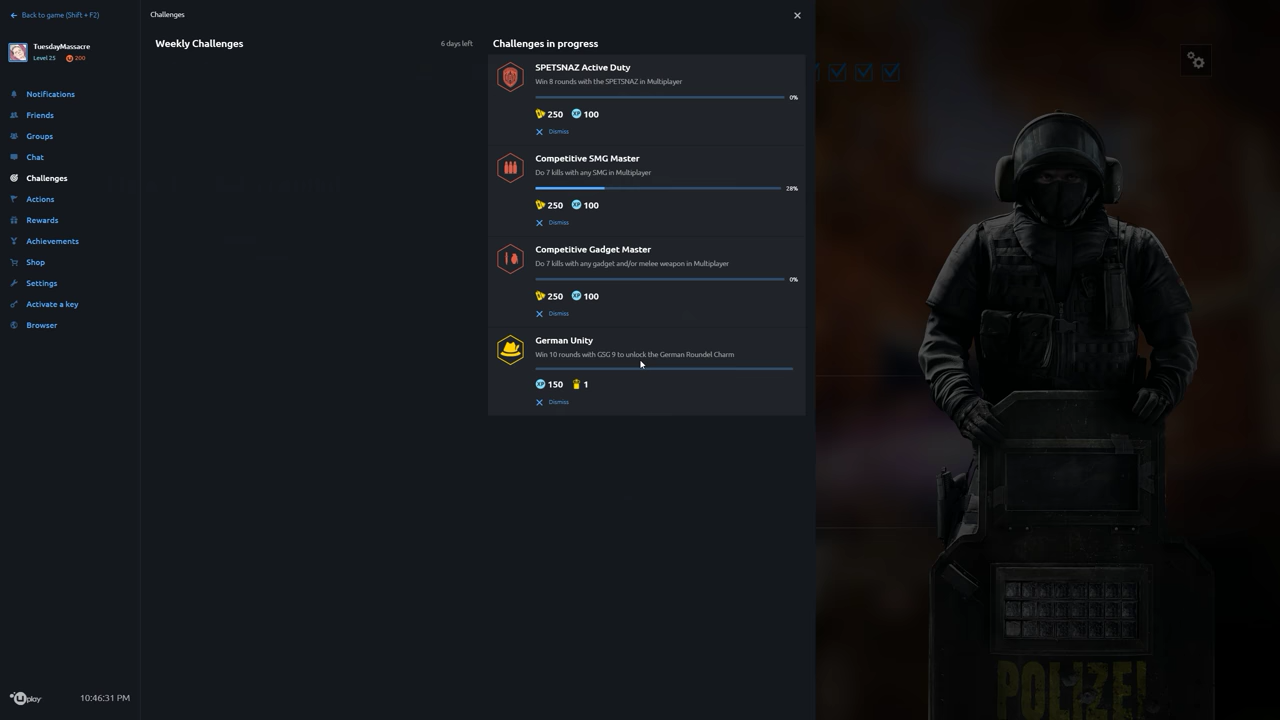 Back to game (Shift + F2)
TuesdayMassacre
Level 25 200
Notifications
Friends
Groups
Chat
Challenges
Actions
Rewards
Achievements
Shop
Settings
Activate a key
Browser
uplay 10:46:31 PM
Challenges
Weekly Challenges 6 days left
Challenges in progress
SPETSNAZ Active Duty
Win 8 rounds with the SPETSNAZ in Multiplayer
0%
250 XP 100
Dismiss
Competitive SMG Master
Do 7 kills with any SMG in Multiplayer
28%
250 XP 100
Dismiss
Competitive Gadget Master
Do 7 kills with any gadget and/or melee weapon in Multiplayer
0%
250 XP 100
Dismiss
German Unity
Win 10 rounds with GSG 9 to unlock the German Roundel Charm
XP 150 1
Dismiss
POLIZEI